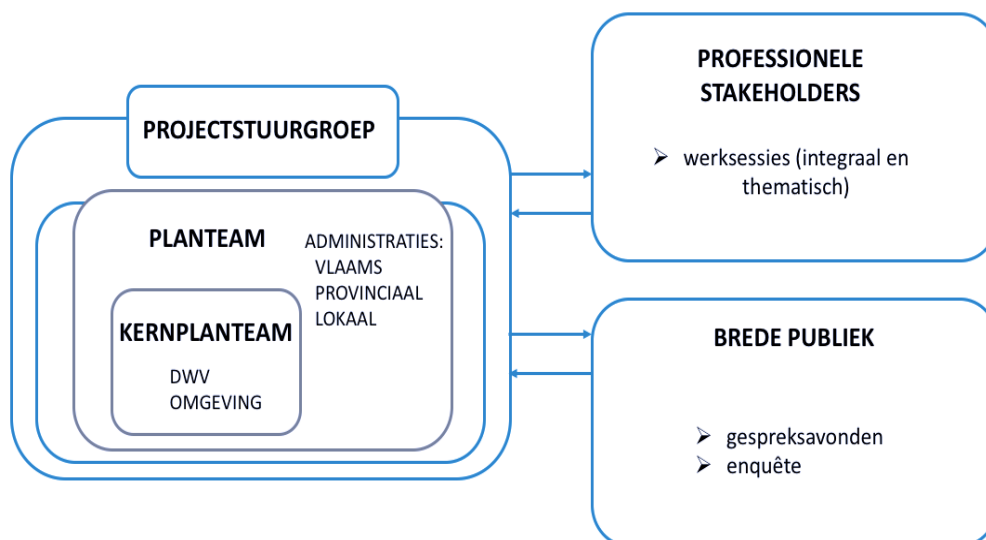 PROJECTSTUURGROEP
PLANTEAM
ADMINISTRATIES:
VLAAMS
PROVINCIAAL
LOKAAL
KERNPLANTEAM
DWV
OMGEVING
PROFESSIONELE
STAKEHOLDERS
➢ werksessies (integraal en
thematisch)
BREDE PUBLIEK
➢ gespreksavonden
➢ enquête